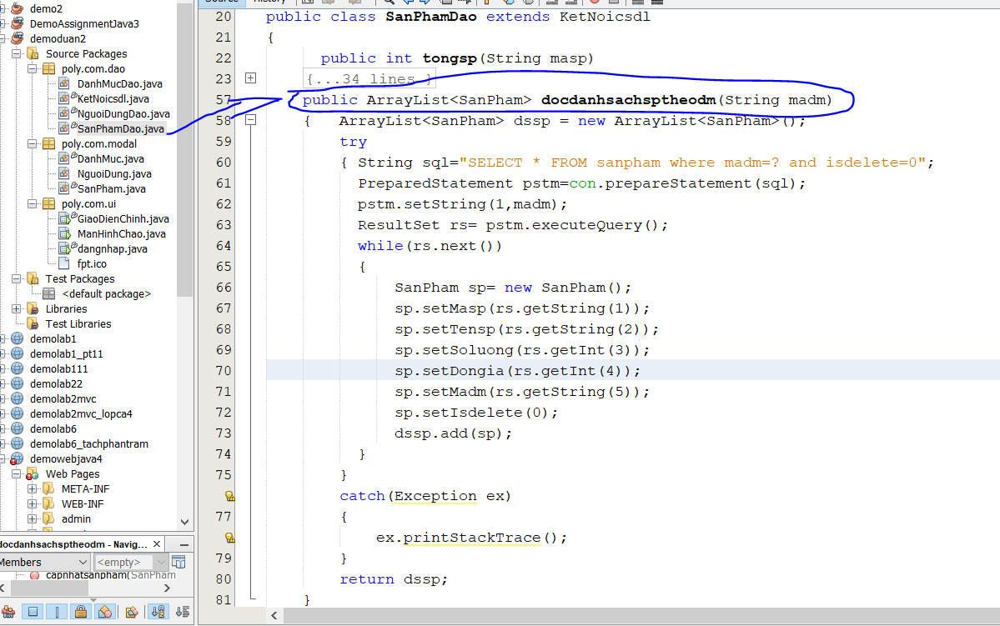 Source
History
demo2
DemoAssignmentJava3
demoduan2
Source Packages
poly.com.dao
DanhMucDao.java
KetNoicsdl.java
NguoiDungDao.java
SanPhamDao.java
poly.com.modal
DanhMuc.java
NguoiDung.java
SanPham.java
poly.com.ui
GiaoDienChinh.java
ManHinhChao.java
dangnhap.java
fpt.ico
Test Packages
<default package>
Libraries
Test Libraries
demolab1
demolab1_pt11
demolab111
demolab22
demolab2mvc
demolab2mvc_lopca4
demolab6
demolab6_tachphantram
demowebjava4
Web Pages
META-INF
WEB-INF
admin
docdanhsachsptheodm - Navig...
Members
<empty>
capnhatsanpham(SanPham
20 public class SanPhamDao extends KetNoicsdl
21 {
22 public int tongsp(String masp)
23 {...34 lines }
57 public ArrayList<SanPham> docdanhsachsptheodm(String madm)
58 { ArrayList<SanPham> dssp = new ArrayList<SanPham>();
59 try
60 { String sql="SELECT * FROM sanpham where madm=? and isdelete=0";
61 PreparedStatement pstm=con.prepareStatement(sql);
62 pstm.setString(1,madm);
63 ResultSet rs= pstm.executeQuery();
64 while(rs.next())
65 {
66 SanPham sp= new SanPham();
67 sp.setMasp(rs.getString(1));
68 sp.setTensp(rs.getString(2));
69 sp.setSoluong(rs.getInt(3));
70 sp.setDongia(rs.getInt(4));
71 sp.setMadm(rs.getString(5));
72 sp.setIsdelete(0);
73 dssp.add(sp);
74 }
75 }
catch(Exception ex)
77 {
ex.printStackTrace();
79 }
80 return dssp;
81 }